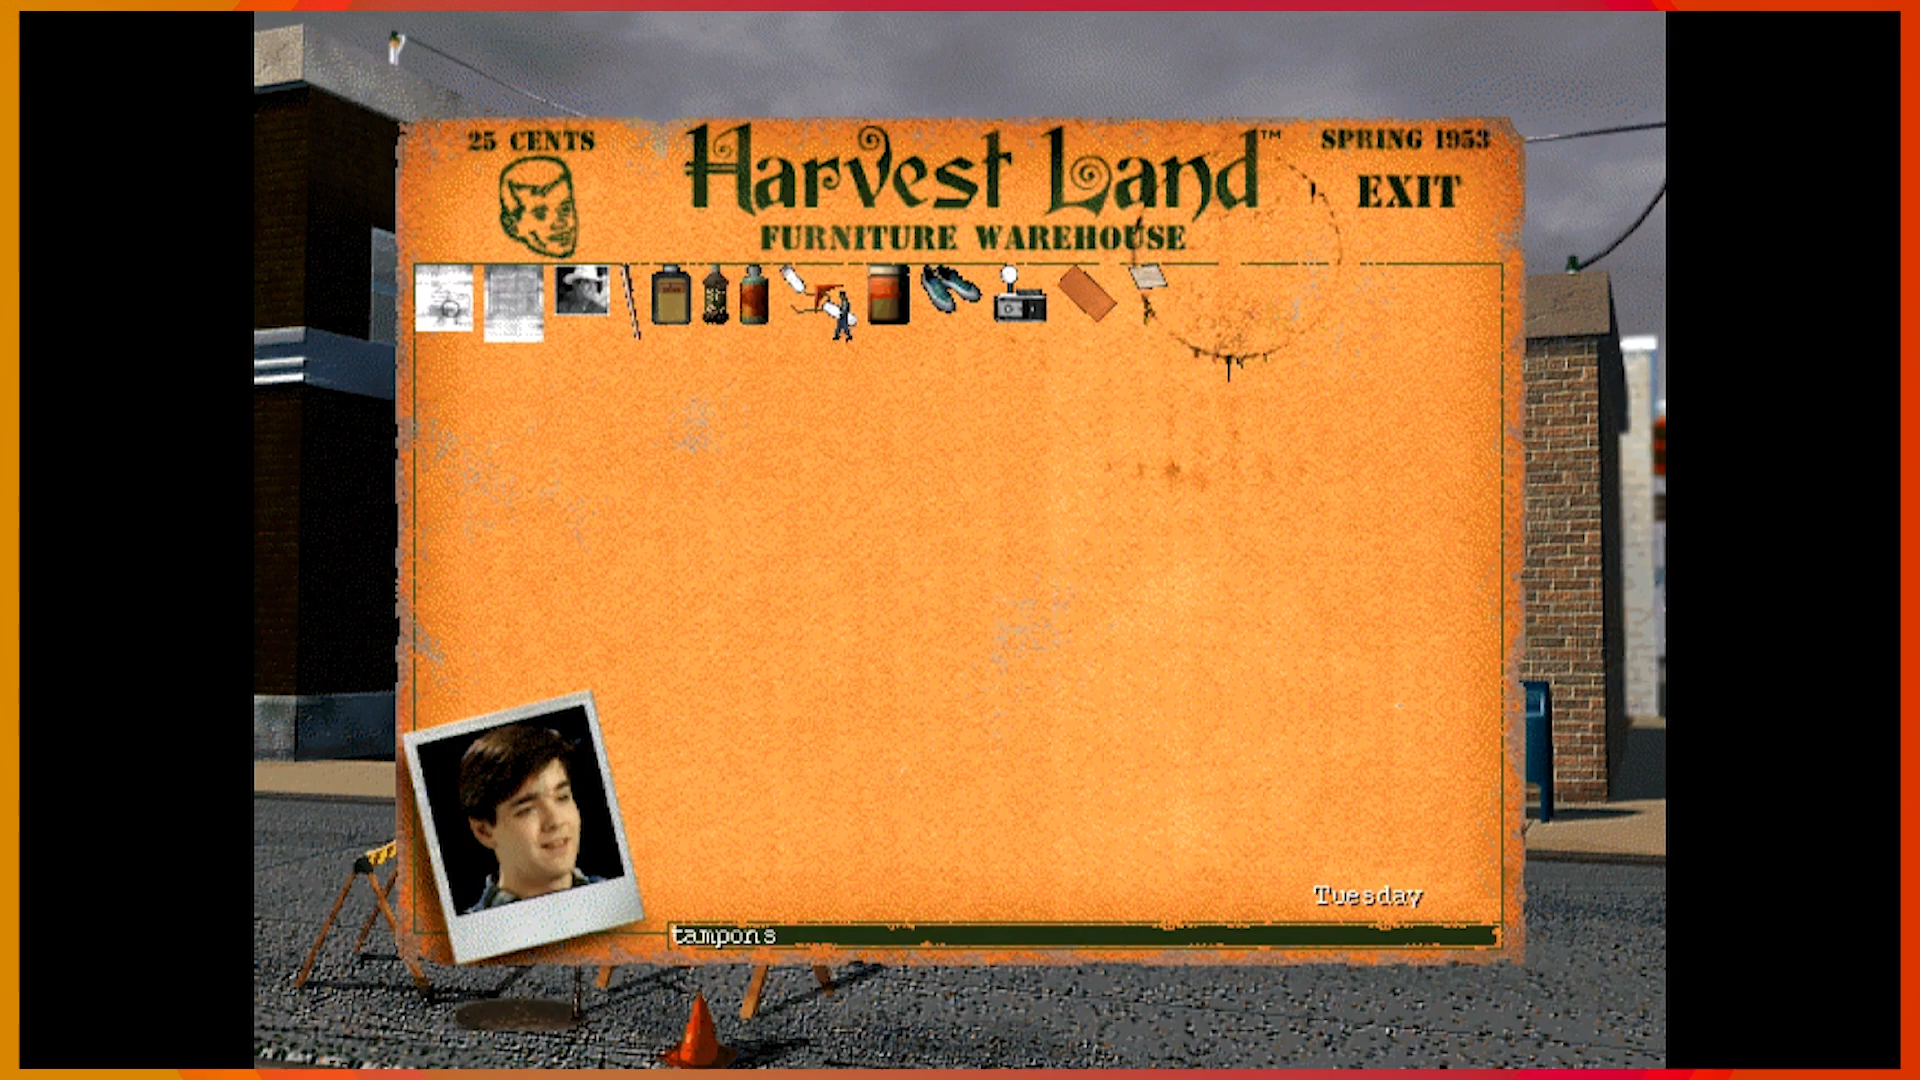 25 CENTS
Harvest Land™
SPRING 1953
EXIT
FURNITURE WAREHOUSE
Tuesday
tampons